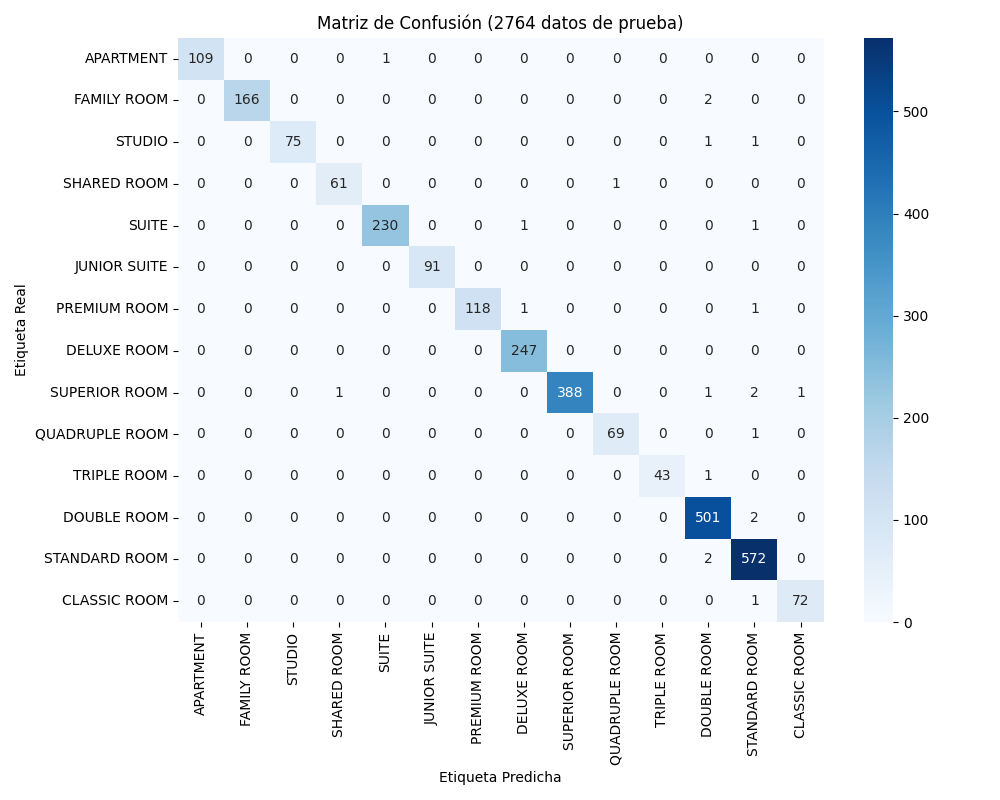 Matriz de Confusión (2764 datos de prueba)
APARTMENT 109 0 0 0 1 0 0 0 0 0 0 0 0 0
FAMILY ROOM 0 166 0 0 0 0 0 0 0 0 0 2 0 0
STUDIO 0 0 75 0 0 0 0 0 0 0 0 1 1 0
SHARED ROOM 0 0 0 61 0 0 0 0 0 1 0 0 0 0
SUITE 0 0 0 0 230 0 0 1 0 0 0 0 1 0
JUNIOR SUITE 0 0 0 0 0 91 0 0 0 0 0 0 0 0
PREMIUM ROOM 0 0 0 0 0 0 118 1 0 0 0 0 1 0
DELUXE ROOM 0 0 0 0 0 0 0 247 0 0 0 0 0 0
SUPERIOR ROOM 0 0 0 1 0 0 0 0 388 0 0 1 2 1
QUADRUPLE ROOM 0 0 0 0 0 0 0 0 0 69 0 0 1 0
TRIPLE ROOM 0 0 0 0 0 0 0 0 0 0 43 1 0 0
DOUBLE ROOM 0 0 0 0 0 0 0 0 0 0 0 501 2 0
STANDARD ROOM 0 0 0 0 0 0 0 0 0 0 0 2 572 0
CLASSIC ROOM 0 0 0 0 0 0 0 0 0 0 0 0 1 72
Etiqueta Real
APARTMENT
FAMILY ROOM
STUDIO
SHARED ROOM
SUITE
JUNIOR SUITE
PREMIUM ROOM
DELUXE ROOM
SUPERIOR ROOM
QUADRUPLE ROOM
TRIPLE ROOM
DOUBLE ROOM
STANDARD ROOM
CLASSIC ROOM
Etiqueta Predicha
500
400
300
200
100
0